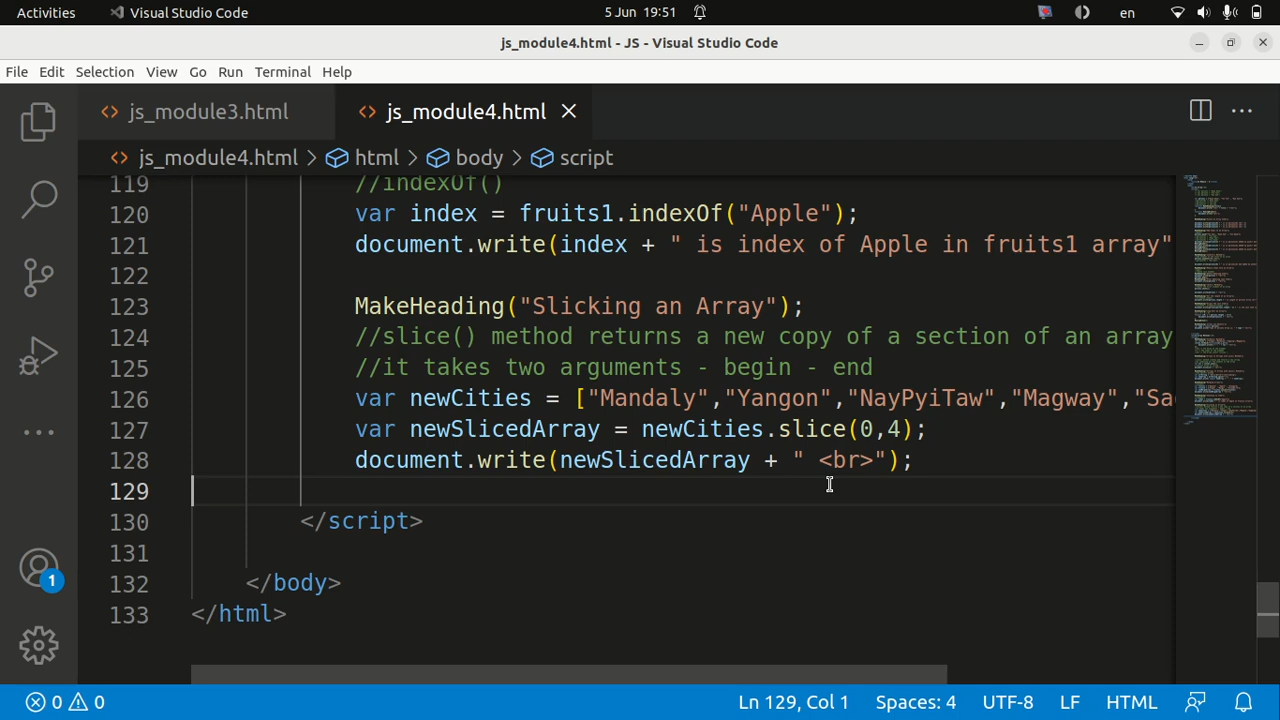 Activities Visual Studio Code 5 Jun 19:51 en
js_module4.html - JS - Visual Studio Code
File Edit Selection View Go Run Terminal Help
js_module3.html js_module4.html
js_module4.html > html > body > script
119 //indexOf()
120 var index = fruits1.indexOf("Apple");
121 document.write(index + " is index of Apple in fruits1 array"
122
123 MakeHeading("Slicking an Array");
124 //slice() method returns a new copy of a section of an array
125 //it takes two arguments - begin - end
126 var newCities = ["Mandaly","Yangon","NayPyiTaw","Magway","Sa
127 var newSlicedArray = newCities.slice(0,4);
128 document.write(newSlicedArray + " <br>");
129
130 </script>
131
132 </body>
133 </html>
1
0 0 Ln 129, Col 1 Spaces: 4 UTF-8 LF HTML